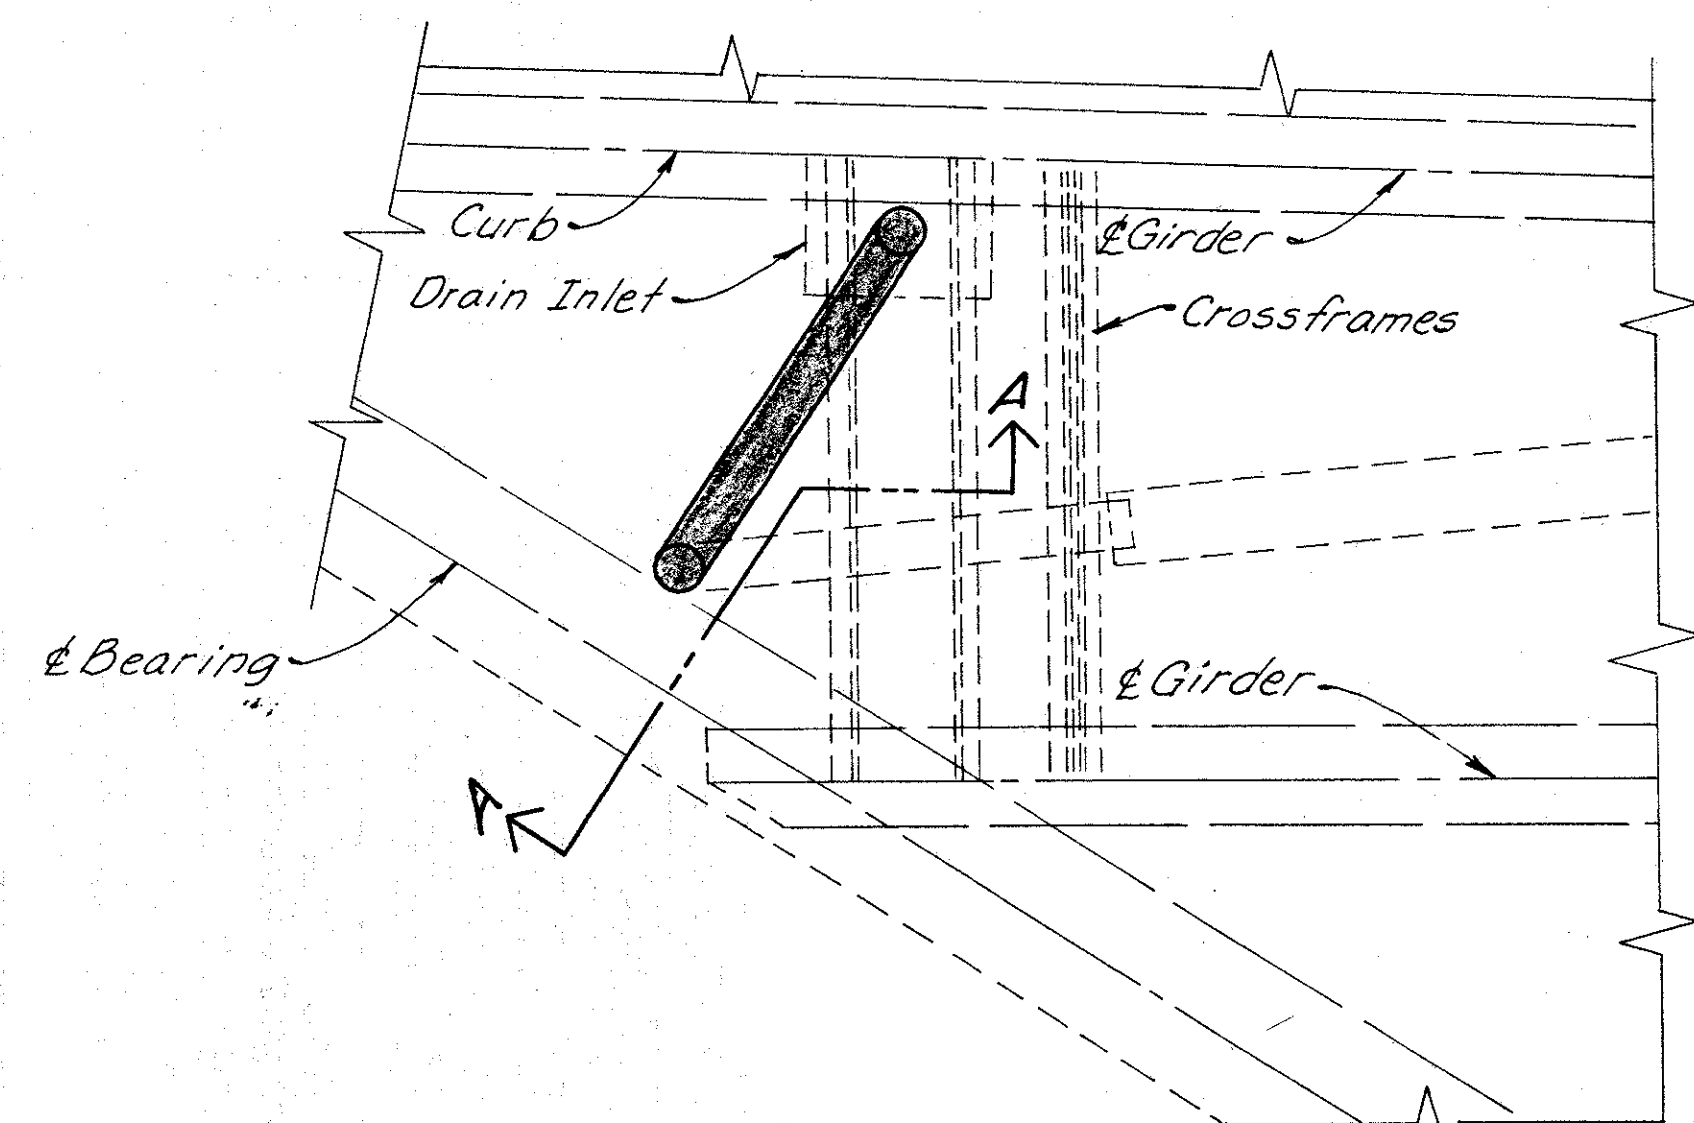 Curb
℄ Girder
Drain Inlet
Crossframes
A
℄ Bearing
℄ Girder
A